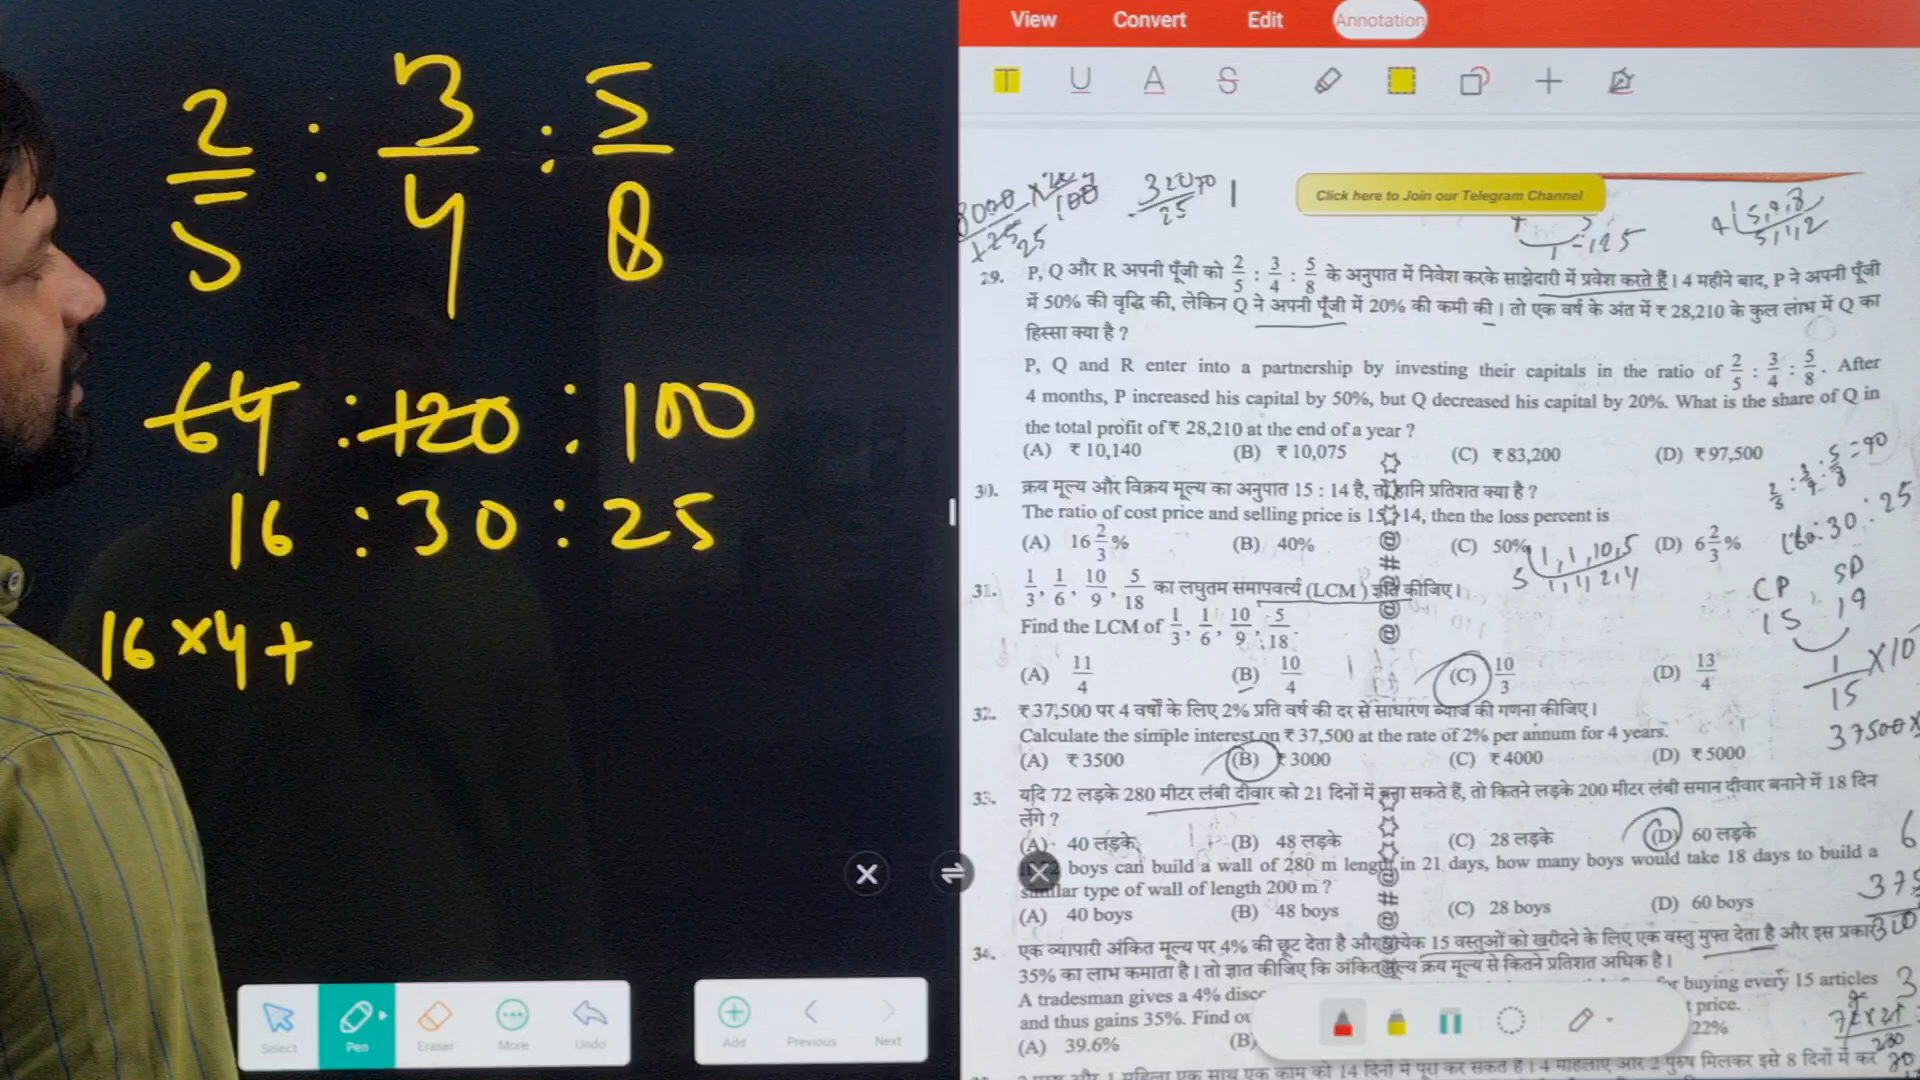 2/5 : 3/4 : 5/8
64 : 120 : 100
16 : 30 : 25
16 × 4 +
Select Pen Eraser More Undo
Add Previous Next
View Convert Edit Annotation
Click here to Join our Telegram Channel
29. P, Q और R अपनी पूँजी को 2/5 : 3/4 : 5/8 के अनुपात में निवेश करके साझेदारी में प्रवेश करते हैं। 4 महीने बाद, P ने अपनी पूँजी
में 50% की वृद्धि की, लेकिन Q ने अपनी पूँजी में 20% की कमी की। तो एक वर्ष के अंत में ₹ 28,210 के कुल लाभ में Q का
हिस्सा क्या है ?
P, Q and R enter into a partnership by investing their capitals in the ratio of 2/5 : 3/4 : 5/8. After
4 months, P increased his capital by 50%, but Q decreased his capital by 20%. What is the share of Q in
the total profit of ₹ 28,210 at the end of a year ?
(A) ₹ 10,140 (B) ₹ 10,075 (C) ₹ 83,200 (D) ₹ 97,500
30. क्रय मूल्य और विक्रय मूल्य का अनुपात 15 : 14 है, तो हानि प्रतिशत क्या है ?
The ratio of cost price and selling price is 15 : 14, then the loss percent is
(A) 16 2/3 % (B) 40% (C) 50% (D) 6 2/3 %
31. 1/3, 1/6, 10/9, 5/18 का लघुतम समापवर्त्य (LCM) ज्ञात कीजिए।
Find the LCM of 1/3, 1/6, 10/9, 5/18.
(A) 11/4 (B) 10/4 (C) 10/3 (D) 13/4
32. ₹ 37,500 पर 4 वर्षों के लिए 2% प्रति वर्ष की दर से साधारण ब्याज की गणना कीजिए।
Calculate the simple interest on ₹ 37,500 at the rate of 2% per annum for 4 years.
(A) ₹ 3500 (B) ₹ 3000 (C) ₹ 4000 (D) ₹ 5000
33. यदि 72 लड़के 280 मीटर लंबी दीवार को 21 दिनों में बना सकते हैं, तो कितने लड़के 200 मीटर लंबी समान दीवार बनाने में 18 दिन
लेंगे ?
(A) 40 लड़के (B) 48 लड़के (C) 28 लड़के (D) 60 लड़के
boys can build a wall of 280 m length in 21 days, how many boys would take 18 days to build a
similar type of wall of length 200 m ?
(A) 40 boys (B) 48 boys (C) 28 boys (D) 60 boys
34. एक व्यापारी अंकित मूल्य पर 4% की छूट देता है और प्रत्येक 15 वस्तुओं को खरीदने के लिए एक वस्तु मुफ्त देता है और इस प्रकार
35% का लाभ कमाता है। तो ज्ञात कीजिए कि अंकित मूल्य क्रय मूल्य से कितने प्रतिशत अधिक है।
A tradesman gives a 4% buying every 15 articles
and thus gains 35%. Find price.
(A) 39.6% (B) 22%